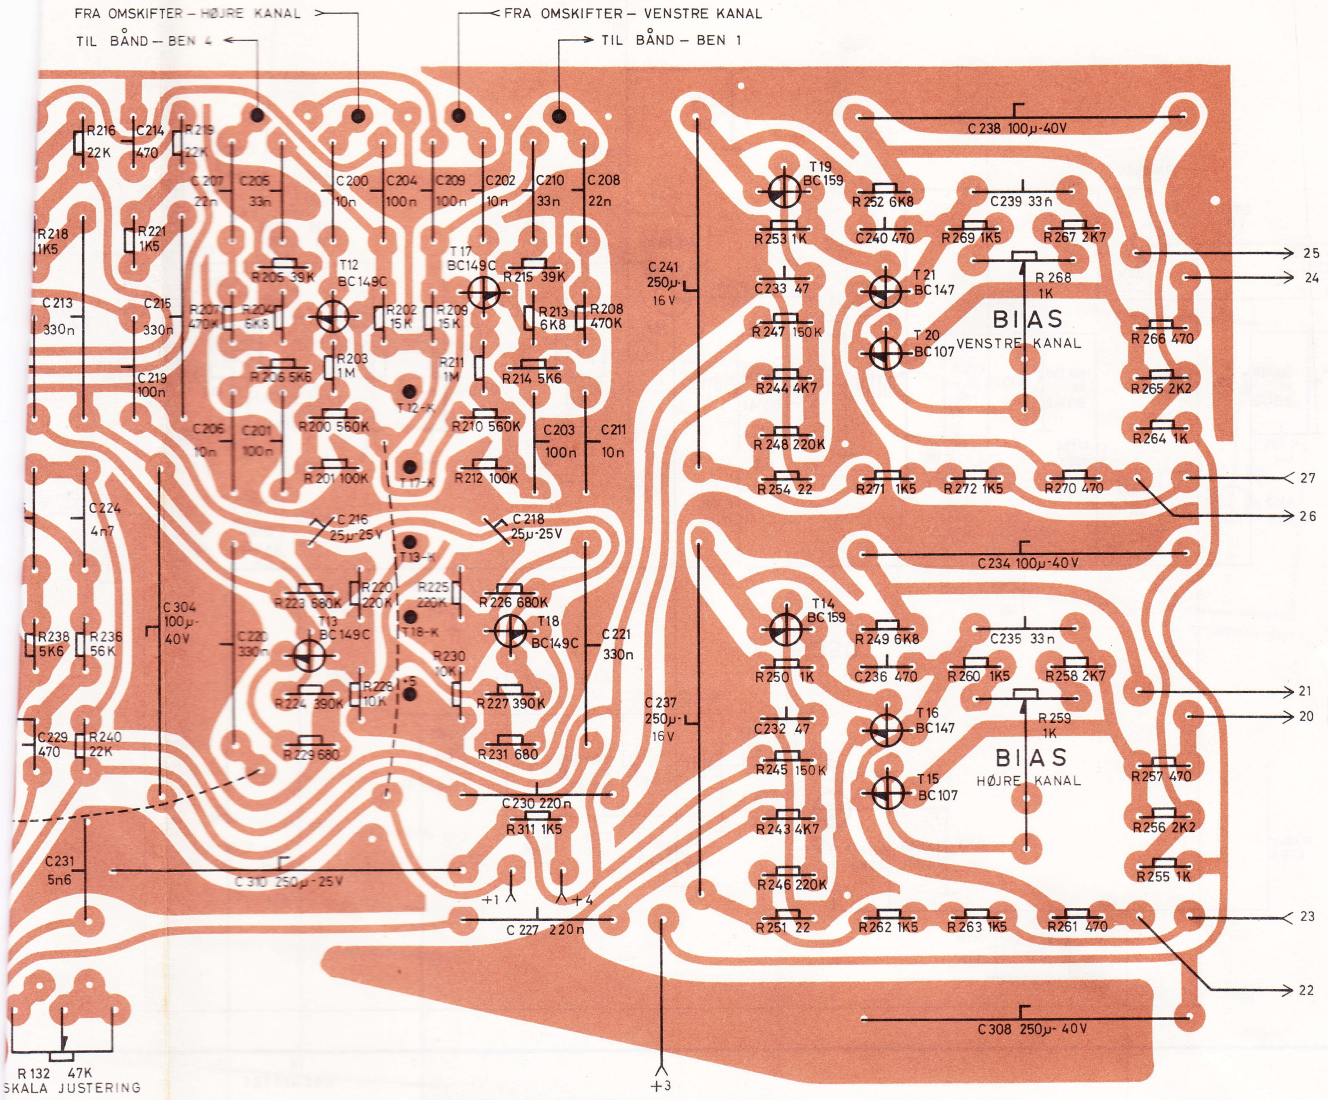 FRA OMSKIFTER – HØJRE KANAL
FRA OMSKIFTER – VENSTRE KANAL
TIL BÅND – BEN 4
TIL BÅND – BEN 1
R216
22K
C214
470
R219
22K
C207
22n
C205
33n
C200
10n
C204
100n
C209
100n
C202
10n
C210
33n
C208
22n
C238 100µ-40V
T19
BC159
R252 6K8
C239 33n
R253 1K
C240 470
R269 1K5
R267 2K7
R218
1K5
R221
1K5
T12
BC149C
T17
BC149C
R205 39K
R215 39K
C241
250µ-
16V
C233 47
T21
BC147
R268
1K
25
24
C213
330n
C215
330n
R207
470K
R204
6K8
R202
15K
R209
15K
R213
6K8
R208
470K
R247 150K
BIAS
VENSTRE KANAL
T20
BC107
R266 470
C219
100n
R206 5K6
R203
1M
R211
1M
R214 5K6
R244 4K7
R265 2K2
T12-K
C206
10n
C201
100n
R200 560K
R210 560K
C203
100n
C211
10n
R248 220K
R264 1K
R201 100K
T17-K
R212 100K
R254 22
R271 1K5
R272 1K5
R270 470
27
26
C224
4n7
C216
25µ-25V
C218
25µ-25V
T13-K
C234 100µ-40V
R223 680K
R220
220K
R225
220K
R226 680K
C304
100µ-
40V
T13
BC149C
T18-K
T18
BC149C
T14
BC159
R249 6K8
C235 33n
R238
5K6
R236
56K
C220
330n
C221
330n
R230
10K
R250 1K
C236 470
R260 1K5
R258 2K7
R224 390K
R228
10K
+5
R227 390K
C237
250µ-
16V
C232 47
T16
BC147
R259
1K
21
20
C229
470
R240
22K
R229 680
R231 680
R245 150K
BIAS
HØJRE KANAL
T15
BC107
R257 470
C230 220n
R311 1K5
R243 4K7
R256 2K2
C231
5n6
C310 250µ-25V
+1
+4
R246 220K
R255 1K
C227 220n
R251 22
R262 1K5
R263 1K5
R261 470
23
22
C308 250µ-40V
R132 47K
SKALA JUSTERING
+3